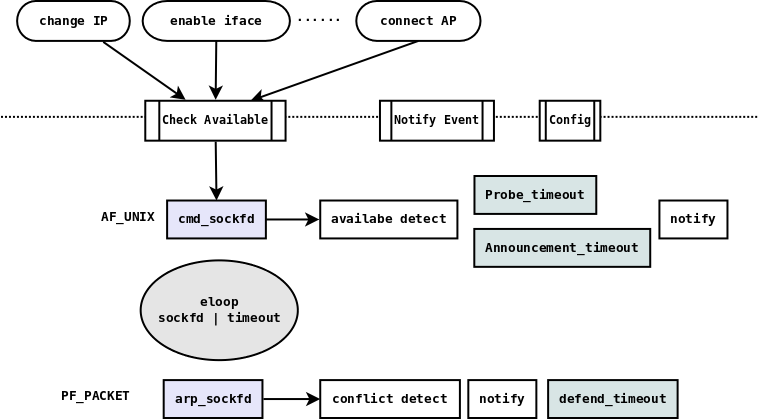 change IP
enable iface
......
connect AP
Check Available
Notify Event
Config
Probe_timeout
AF_UNIX
cmd_sockfd
availabe detect
notify
Announcement_timeout
eloop
sockfd | timeout
PF_PACKET
arp_sockfd
conflict detect
notify
defend_timeout